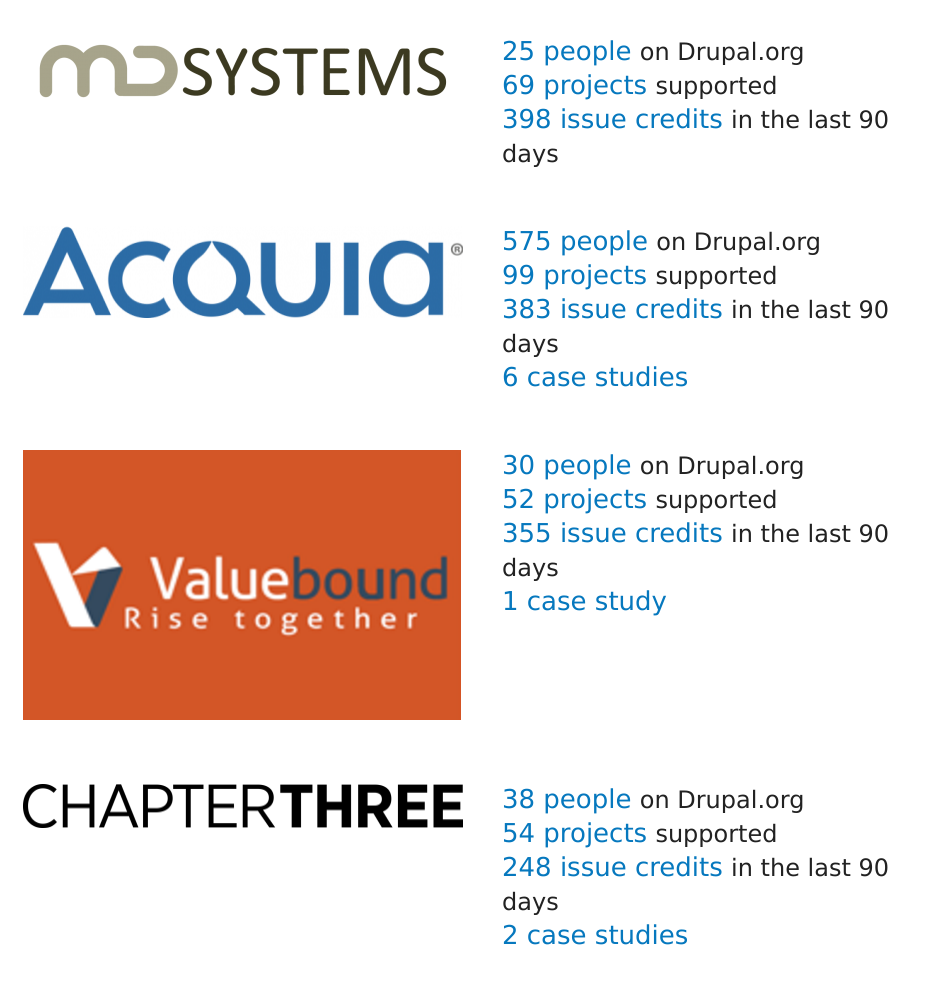 MDSYSTEMS
25 people on Drupal.org
69 projects supported
398 issue credits in the last 90
days
ACQUIA®
575 people on Drupal.org
99 projects supported
383 issue credits in the last 90
days
6 case studies
Valuebound
Rise together
30 people on Drupal.org
52 projects supported
355 issue credits in the last 90
days
1 case study
CHAPTERTHREE
38 people on Drupal.org
54 projects supported
248 issue credits in the last 90
days
2 case studies